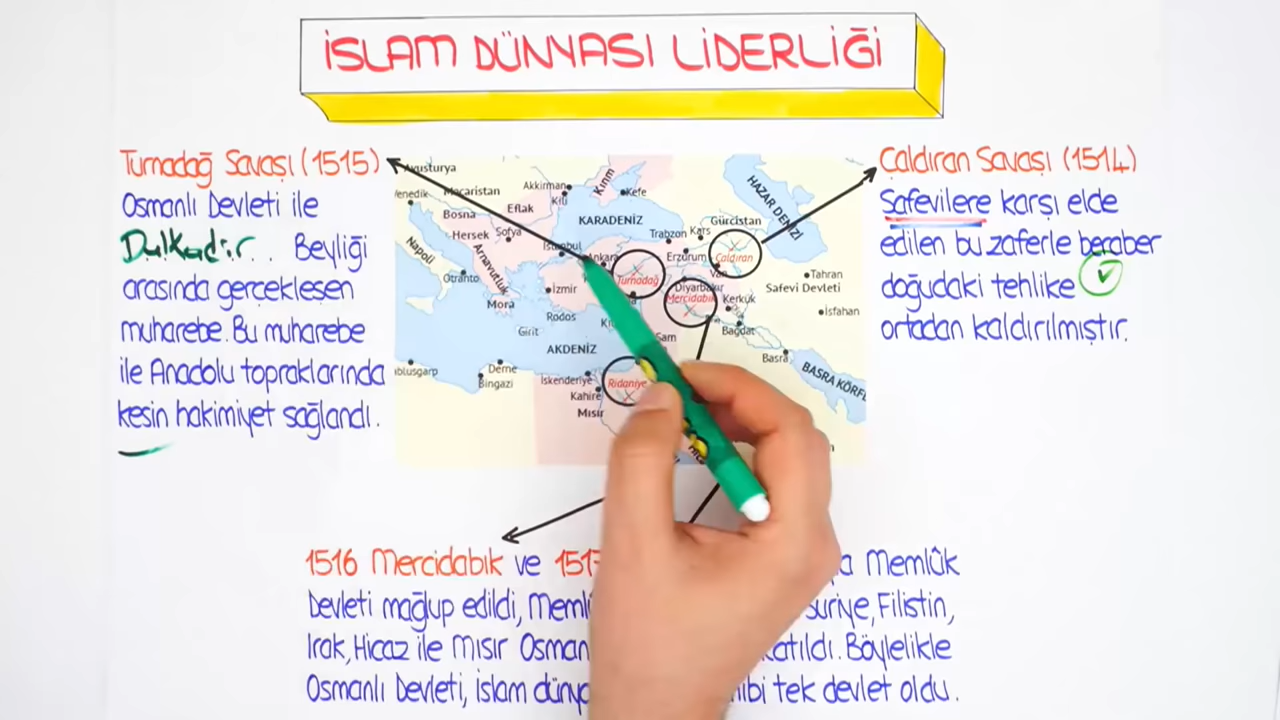 İSLAM DÜNYASI LİDERLİĞİ
Turnadağ Savaşı (1515)
Osmanlı Devleti ile
Dulkadir.. Beyliği
arasında gerçekleşen
muharebe. Bu muharebe
ile Anadolu topraklarında
kesin hakimiyet sağlandı.
Çaldıran Savaşı (1514)
Safevilere karşı elde
edilen bu zaferle beraber
doğudaki tehlike
ortadan kaldırılmıştır.
Avusturya
Venedik
Macaristan
Akkirman
Kili
Kırım
Kefe
HAZAR DENİZİ
Bosna
Eflak
KARADENİZ
Gürcistan
Hersek
Sofya
Trabzon
Kars
Napoli
Arnavutluk
İstanbul
Ankara
Erzurum
Çaldıran
Van
Otranto
İzmir
Turnadağ
Diyarbakır
Tahran
Safevi Devleti
Mora
Mercidabık
Kerkük
Rodos
İsfahan
Girit
Bağdat
AKDENİZ
Şam
Basra
BASRA KÖRFE
ablusgarp
Derne
Bingazi
İskenderiye
Ridaniye
Kahire
Mısır
1516 Mercidabık ve 1517
Memlûk
Devleti mağlup edildi, Meml
Suriye, Filistin,
Irak, Hicaz ile Mısır Osman
katıldı. Böylelikle
Osmanlı Devleti, İslam düny
hibi tek devlet oldu.